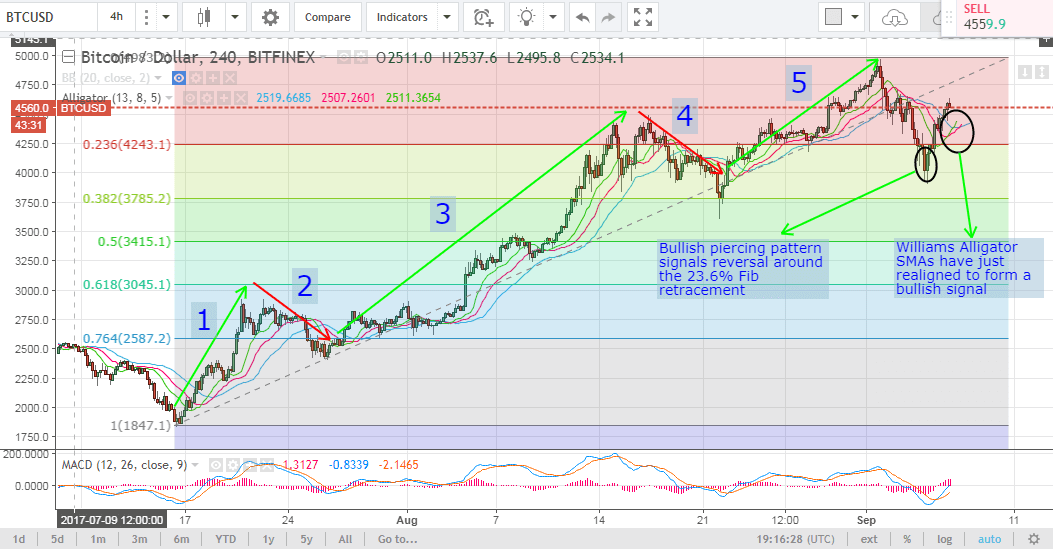 BTCUSD 4h Compare Indicators SELL
4559.9
5145.1
5000.0 Bitcoin / Dollar, 240, BITFINEX O2511.0 H2537.6 L2495.8 C2534.1
BB (20, close, 2)
Alligator (13, 8, 5) 2519.6685 2507.2601 2511.3654
4560.0 BTCUSD
43:31
4250.0
4000.0
3750.0
3500.0
3250.0
3000.0
2750.0
2500.0
2250.0
2000.0
1750.0
0.236(4243.1)
0.382(3785.2)
0.5(3415.1)
0.618(3045.1)
0.764(2587.2)
1(1847.1)
1
2
3
4
5
Bullish piercing pattern
signals reversal around
the 23.6% Fib
retracement
Williams Alligator
SMAs have just
realigned to form a
bullish signal
200.0000
0.0000
MACD (12, 26, close, 9) 1.3127 -0.8339 -2.1465
2017-07-09 12:00:00 17 24 Aug 7 14 21 12:00 Sep 11
1d 5d 1m 3m 6m YTD 1y 5y All Go to... 19:16:28 (UTC) ext % log auto